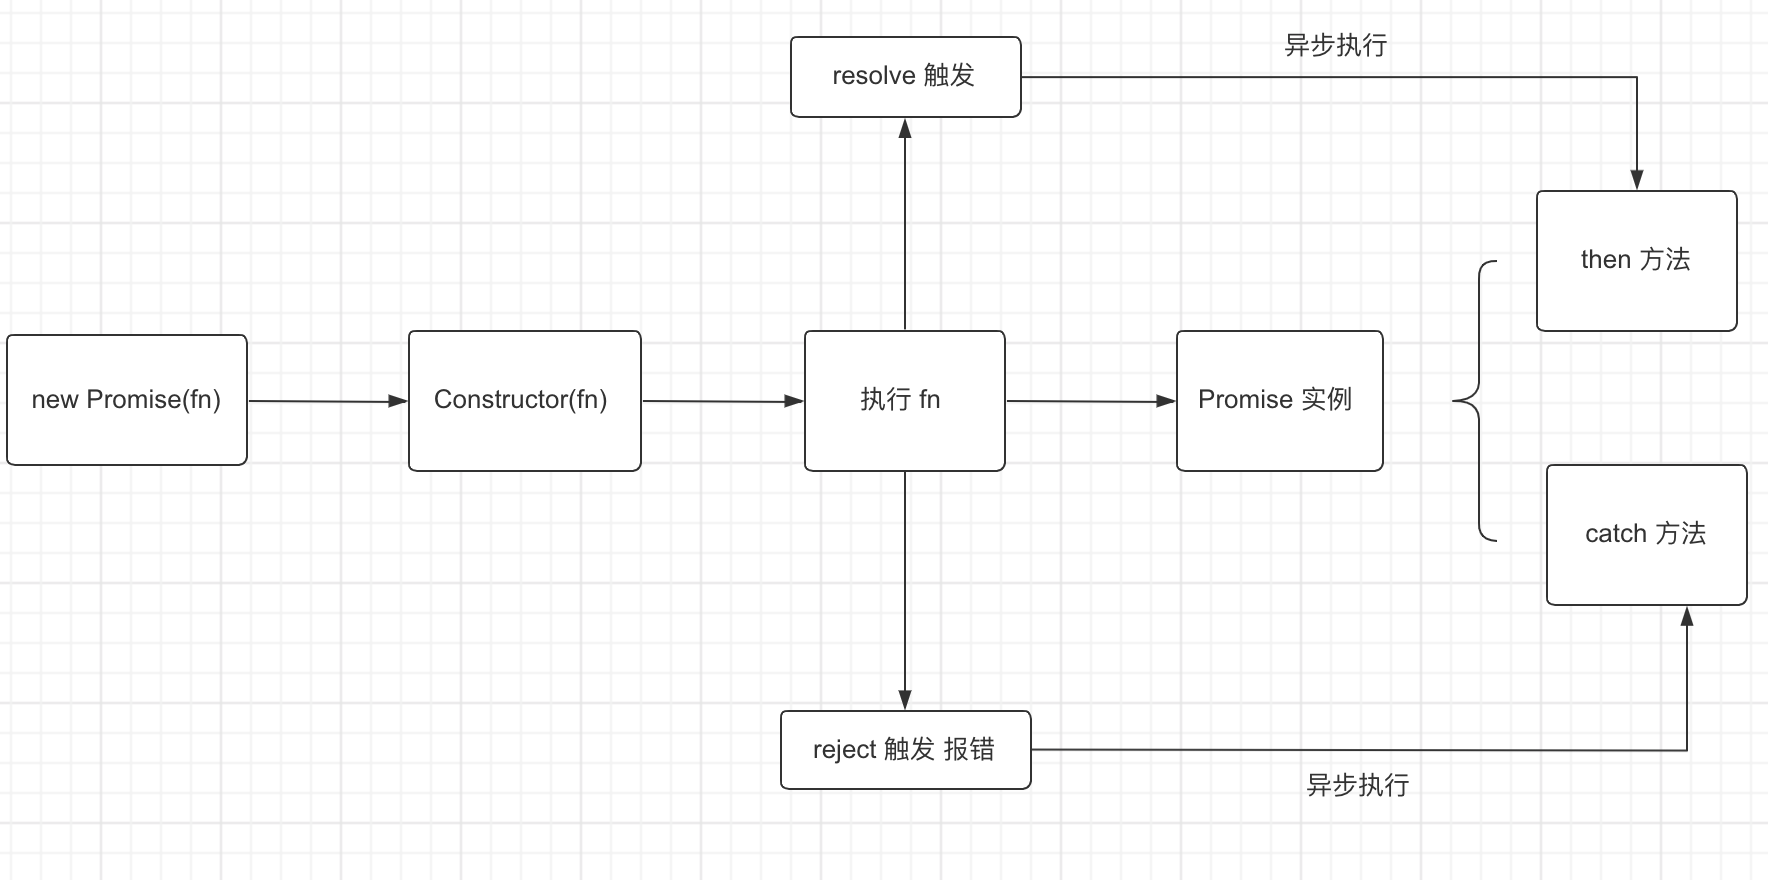 异步执行
resolve 触发
then 方法
new Promise(fn)
Constructor(fn)
执行 fn
Promise 实例
catch 方法
reject 触发 报错
异步执行